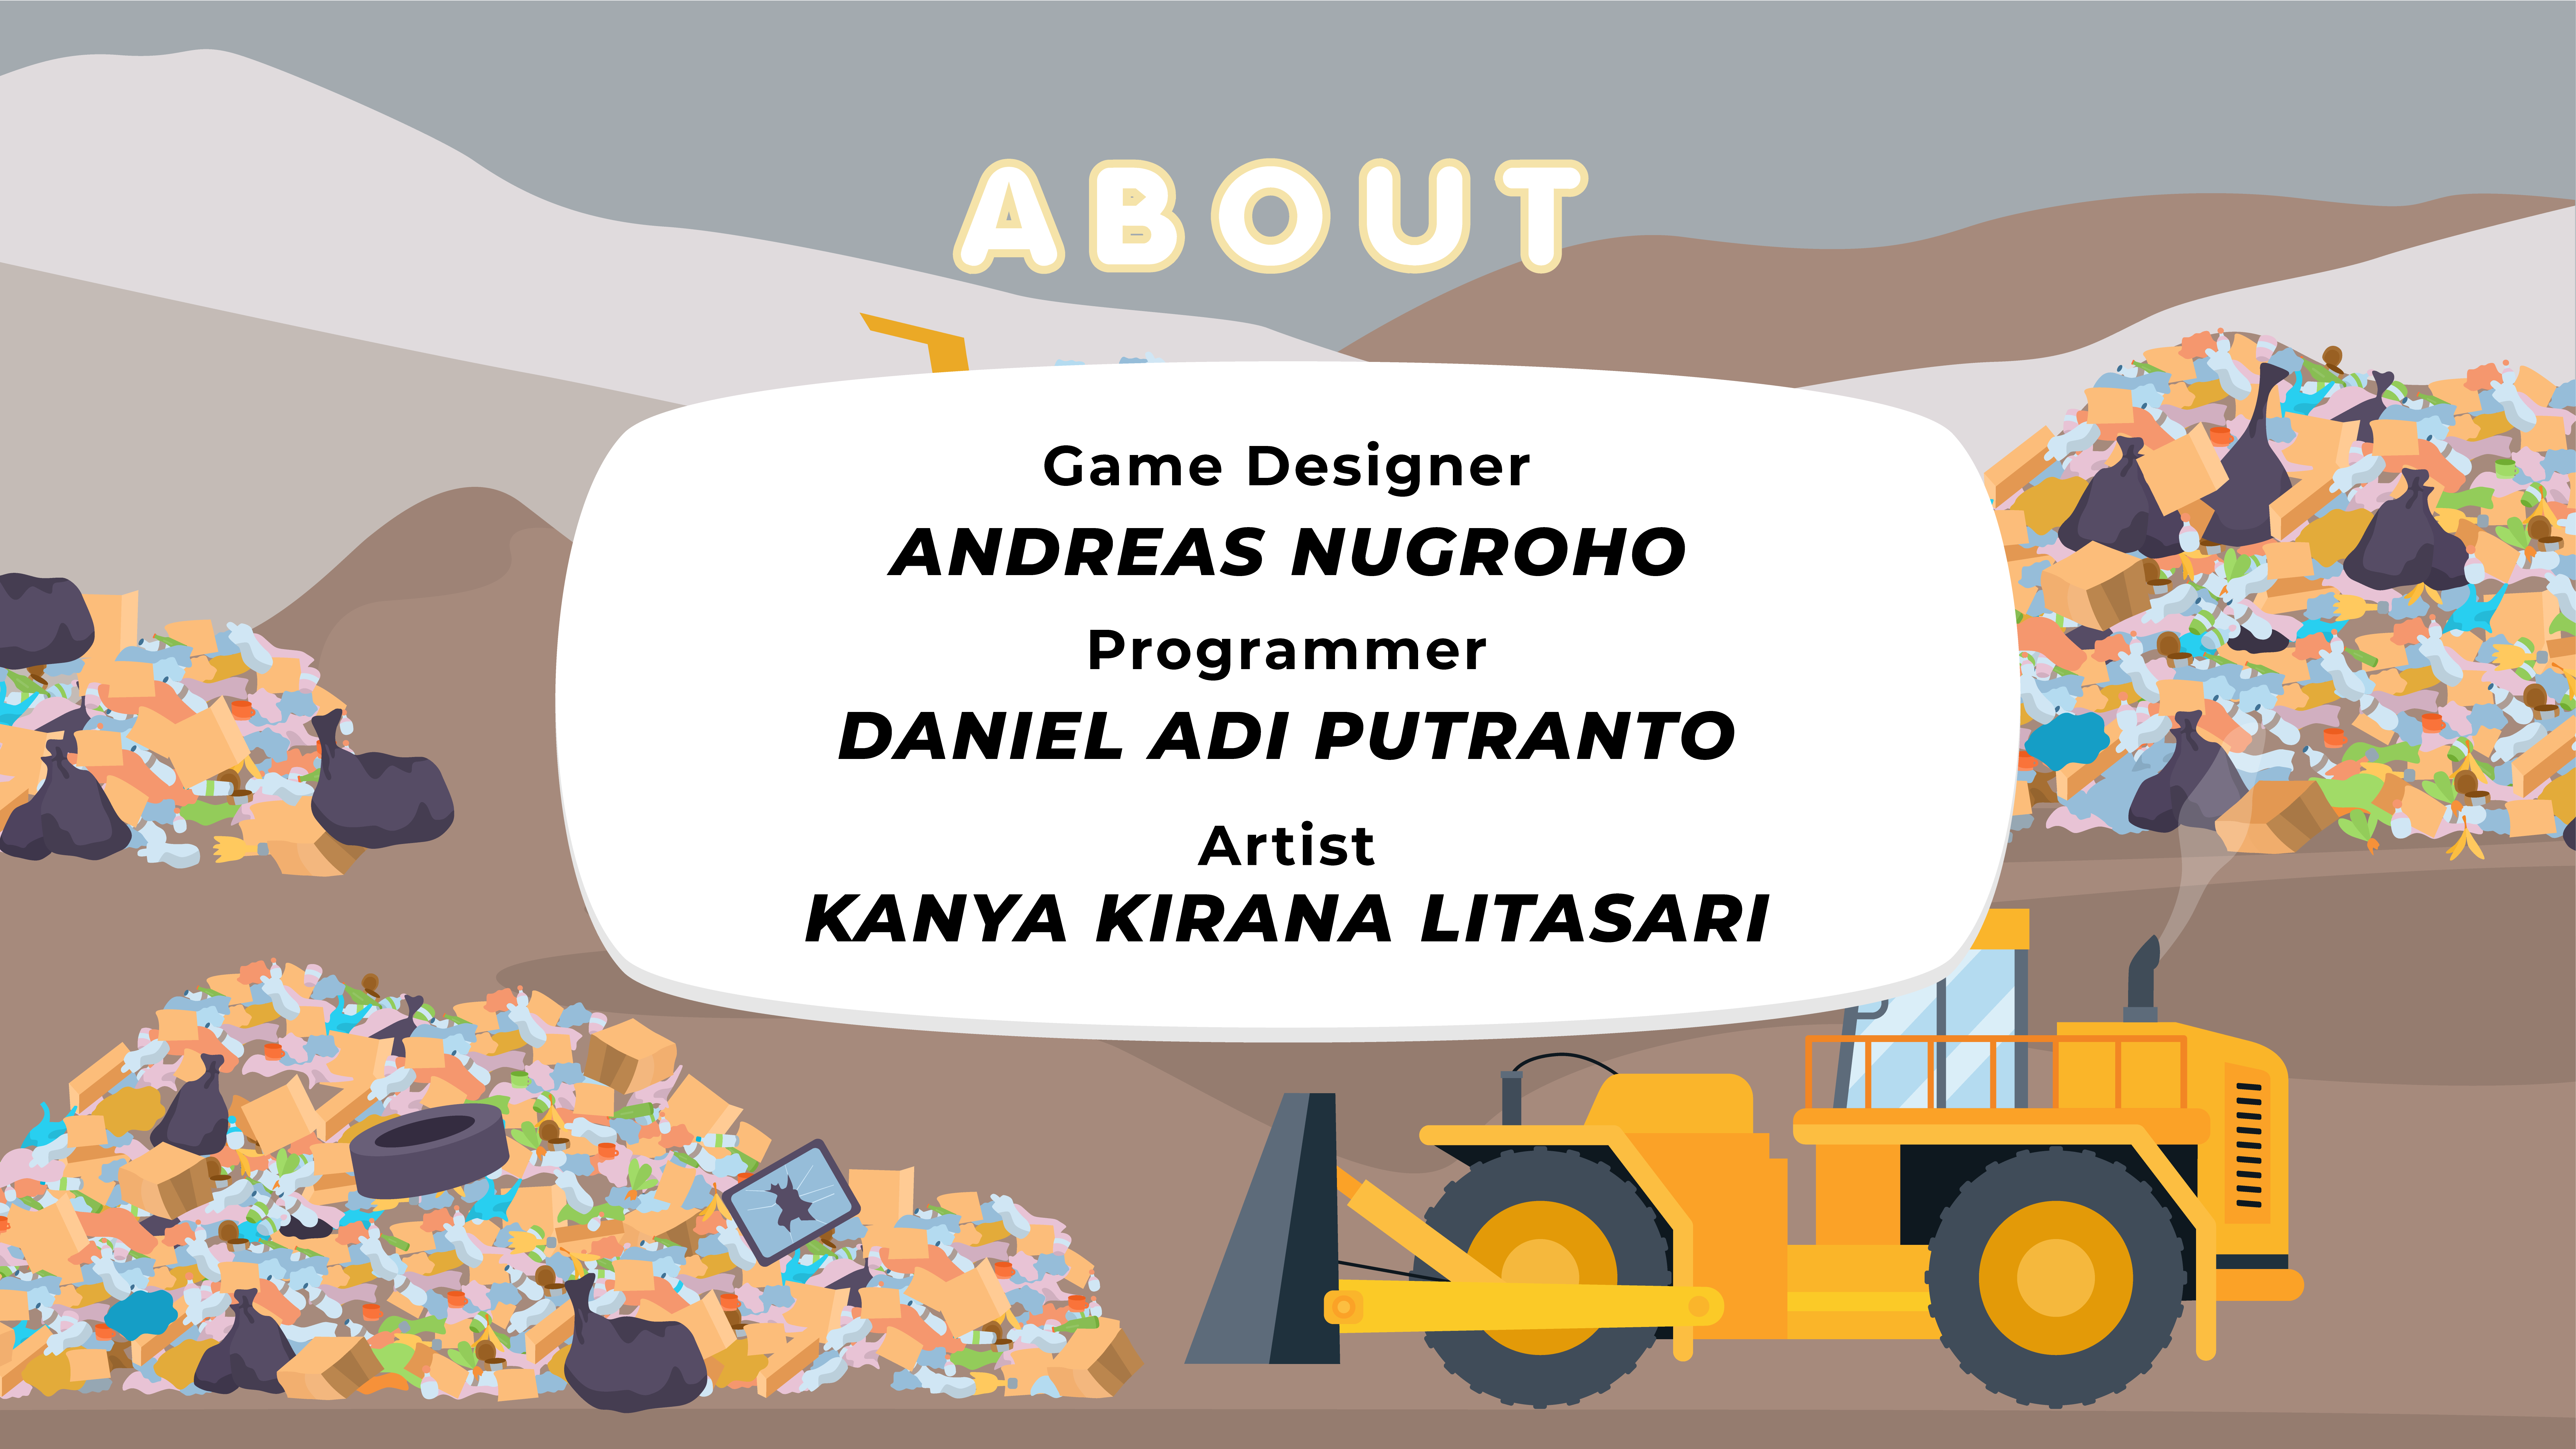 ABOUT
Game Designer
ANDREAS NUGROHO
Programmer
DANIEL ADI PUTRANTO
Artist
KANYA KIRANA LITASARI